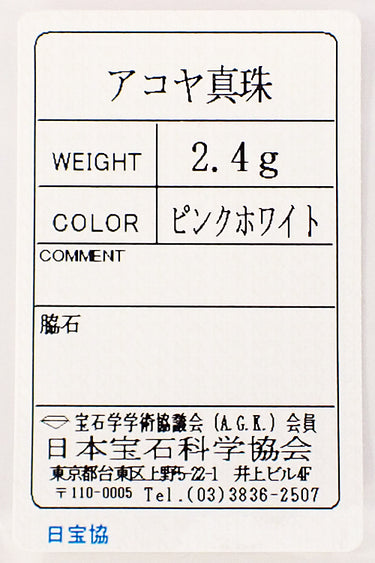 アコヤ真珠
WEIGHT 2.4g
COLOR ピンクホワイト
COMMENT
脇石
宝石学学術協議会 (A.G.K.) 会員
日本宝石科学協会
東京都台東区上野5-22-1 井上ビル4F
〒110-0005 Tel.(03)3836-2507
日宝協